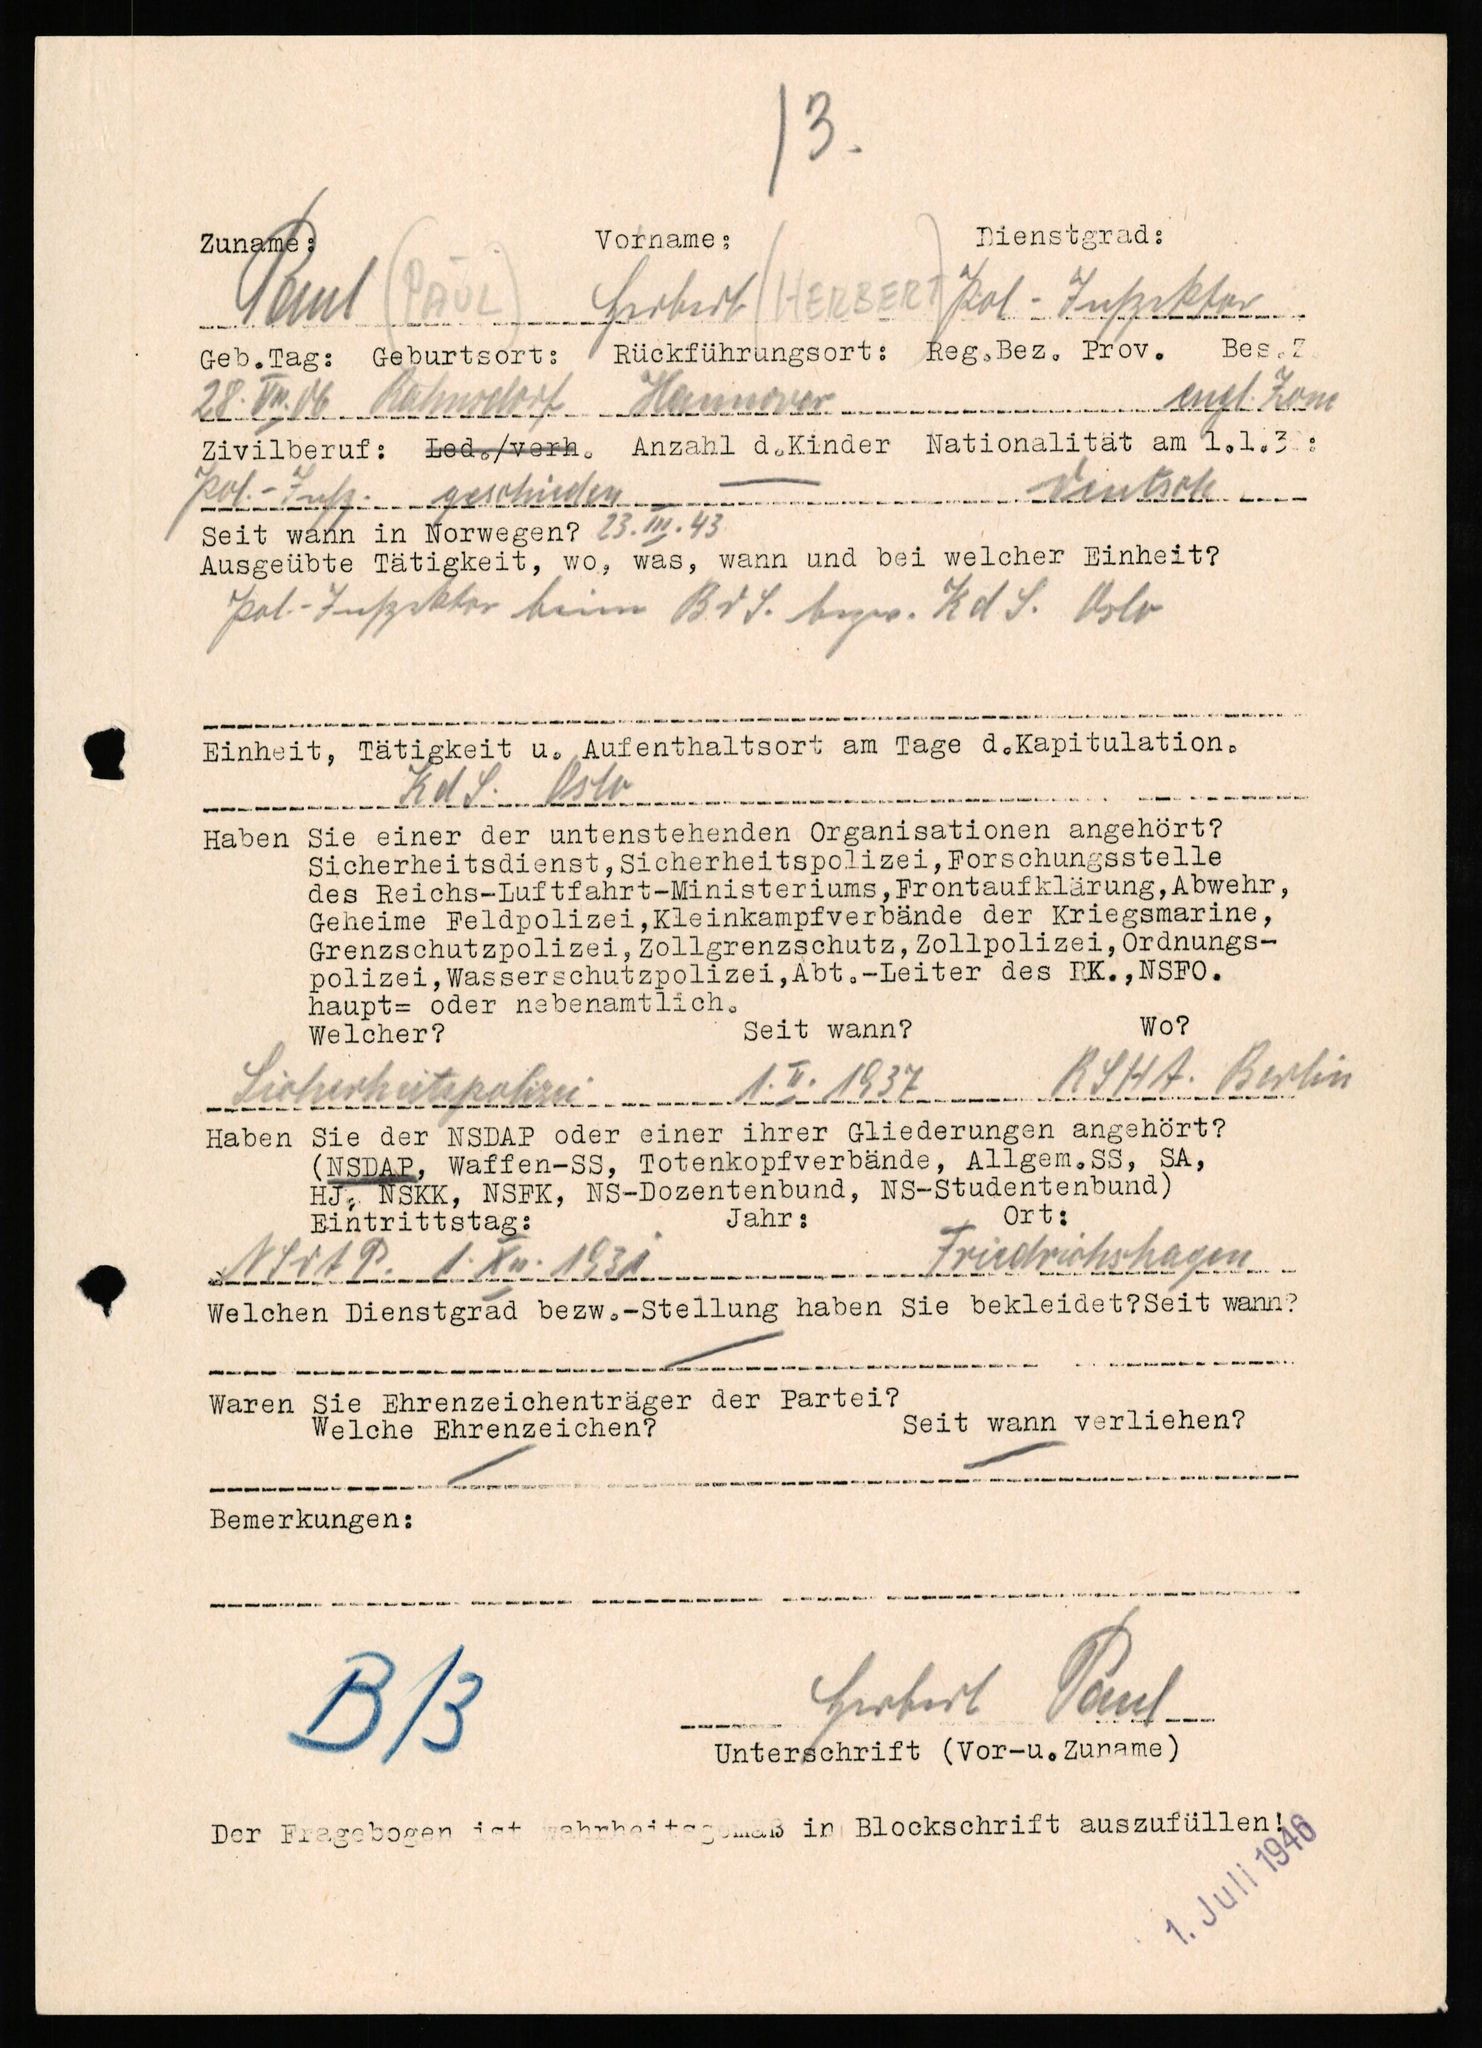 13.
Zuname: Vorname: Dienstgrad:
Paul (PAUL) Herbert (HERBERT) Pol-Inspektor
Geb.Tag: Geburtsort: Rückführungsort: Reg.Bez. Prov. Bes.Z.
28.VII.06 Rahnsdorf Hannover engl. Zone
Zivilberuf: Led./verh. Anzahl d.Kinder Nationalität am 1.1.38:
Pol.-Insp. geschieden — Deutsch
Seit wann in Norwegen? 23.III.43
Ausgeübte Tätigkeit, wo, was, wann und bei welcher Einheit?
Pol.-Inspektor beim BdS. bezw. KdS. Oslo
Einheit, Tätigkeit u. Aufenthaltsort am Tage d.Kapitulation.
KdS. Oslo
Haben Sie einer der untenstehenden Organisationen angehört?
Sicherheitsdienst,Sicherheitspolizei,Forschungsstelle
des Reichs-Luftfahrt-Ministeriums,Frontaufklärung,Abwehr,
Geheime Feldpolizei,Kleinkampfverbände der Kriegsmarine,
Grenzschutzpolizei,Zollgrenzschutz,Zollpolizei,Ordnungs-
polizei,Wasserschutzpolizei,Abt.-Leiter des RK.,NSFO.
haupt= oder nebenamtlich.
Welcher? Seit wann? Wo?
Sicherheitspolizei 1.II.1937 RSHA. Berlin
Haben Sie der NSDAP oder einer ihrer Gliederungen angehört?
(NSDAP, Waffen-SS, Totenkopfverbände, Allgem.SS, SA,
HJ, NSKK, NSFK, NS-Dozentenbund, NS-Studentenbund)
Eintrittstag: Jahr: Ort:
NSDAP. 1.XII.1931 Friedrichshagen
Welchen Dienstgrad bezw.-Stellung haben Sie bekleidet?Seit wann?
Waren Sie Ehrenzeichenträger der Partei?
Welche Ehrenzeichen? Seit wann verliehen?
Bemerkungen:
B/3
Herbert Paul
Unterschrift (Vor-u.Zuname)
Der Fragebogen ist wahrheitsgemäß in Blockschrift auszufüllen!
1. Juli 1946